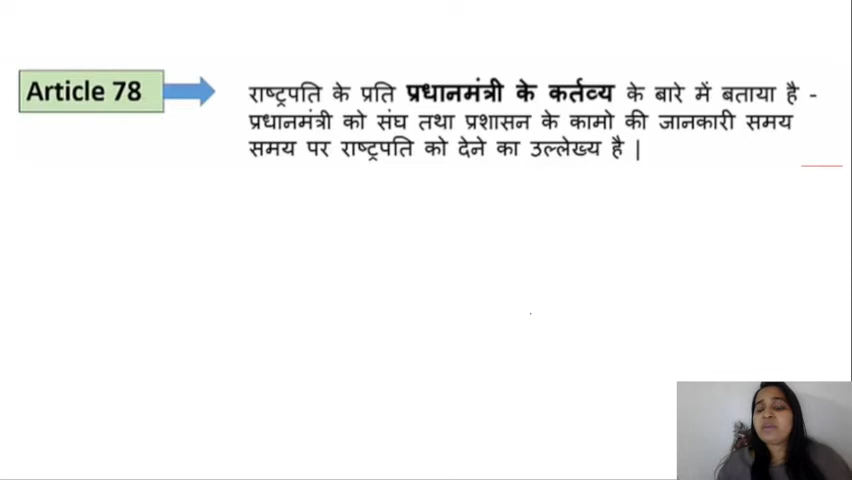 Article 78
राष्ट्रपति के प्रति प्रधानमंत्री के कर्तव्य के बारे में बताया है -
प्रधानमंत्री को संघ तथा प्रशासन के कामो की जानकारी समय
समय पर राष्ट्रपति को देने का उल्लेख्य है |